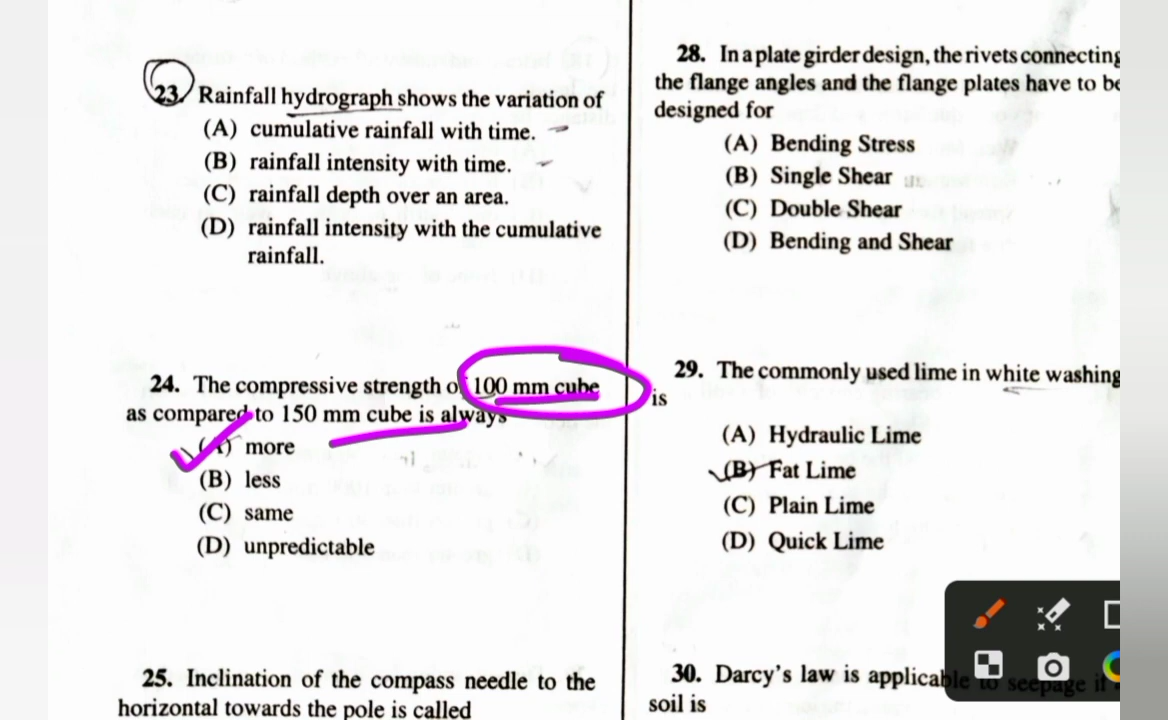 23. Rainfall hydrograph shows the variation of
(A) cumulative rainfall with time.
(B) rainfall intensity with time.
(C) rainfall depth over an area.
(D) rainfall intensity with the cumulative
rainfall.
24. The compressive strength of 100 mm cube
as compared to 150 mm cube is always
(A) more
(B) less
(C) same
(D) unpredictable
25. Inclination of the compass needle to the
horizontal towards the pole is called
28. In a plate girder design, the rivets connecting
the flange angles and the flange plates have to be
designed for
(A) Bending Stress
(B) Single Shear
(C) Double Shear
(D) Bending and Shear
29. The commonly used lime in white washing
is
(A) Hydraulic Lime
(B) Fat Lime
(C) Plain Lime
(D) Quick Lime
30. Darcy's law is applicable to seepage if
soil is